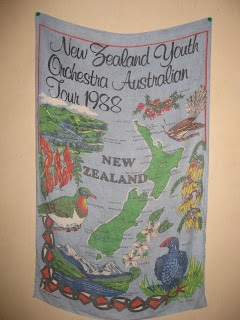 New Zealand Youth
Orchestra Australian
Tour 1988
NEW
ZEALAND